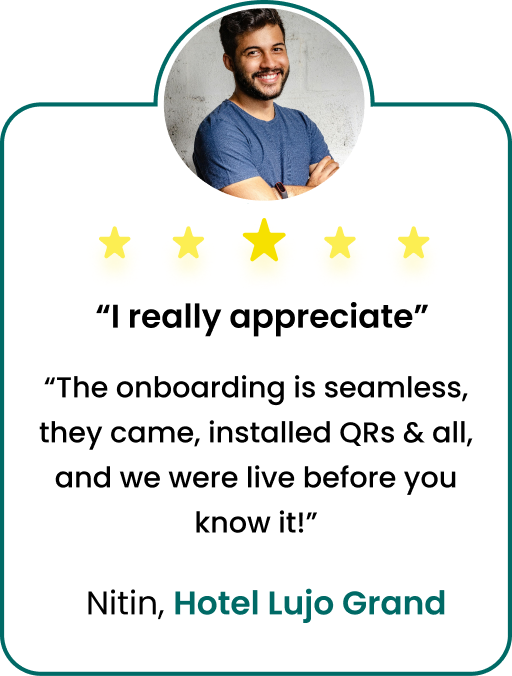 “I really appreciate”
“The onboarding is seamless,
they came, installed QRs & all,
and we were live before you
know it!”
Nitin, Hotel Lujo Grand